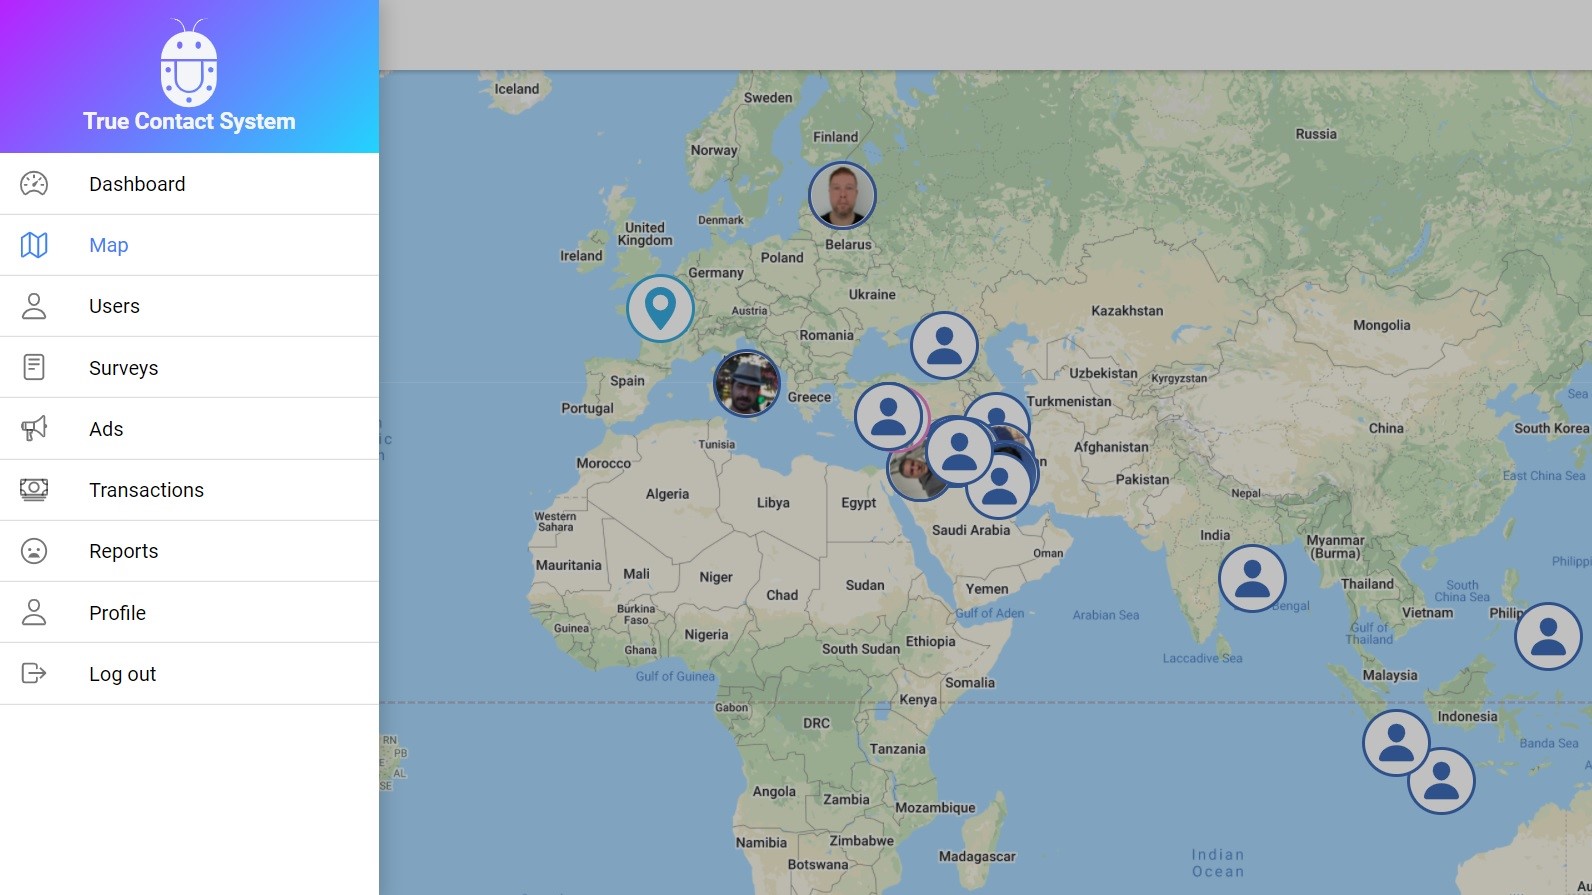 True Contact System
Dashboard
Map
Users
Surveys
Ads
Transactions
Reports
Profile
Log out
Iceland
Sweden
Finland
Russia
Norway
Denmark
United
Kingdom
Ireland
Belarus
Poland
Germany
Ukraine
Austria
Kazakhstan
Romania
Mongolia
Spain
Uzbekistan
Kyrgyzstan
Greece
Turkmenistan
Portugal
Sea
China
South Korea
Tunisia
Afghanistan
Morocco
Pakistan
East China Sea
Algeria
Libya
Egypt
Nepal
Western
Sahara
Saudi Arabia
India
Myanmar
(Burma)
Oman
Mauritania
Mali
Niger
Chad
Sudan
Yemen
Thailand
South
China Sea
Burkina
Faso
Gulf of Aden
Arabian Sea
Bengal
Vietnam
Guinea
Nigeria
Ethiopia
Gulf of
Thailand
Ghana
South Sudan
Laccadive Sea
Gulf of Guinea
Somalia
Malaysia
Kenya
Gabon
Indonesia
DRC
RN
Tanzania
Banda Sea
PB
AL
SE
Angola
Zambia
Mozambique
Namibia
Zimbabwe
Madagascar
Botswana
Indian
Ocean